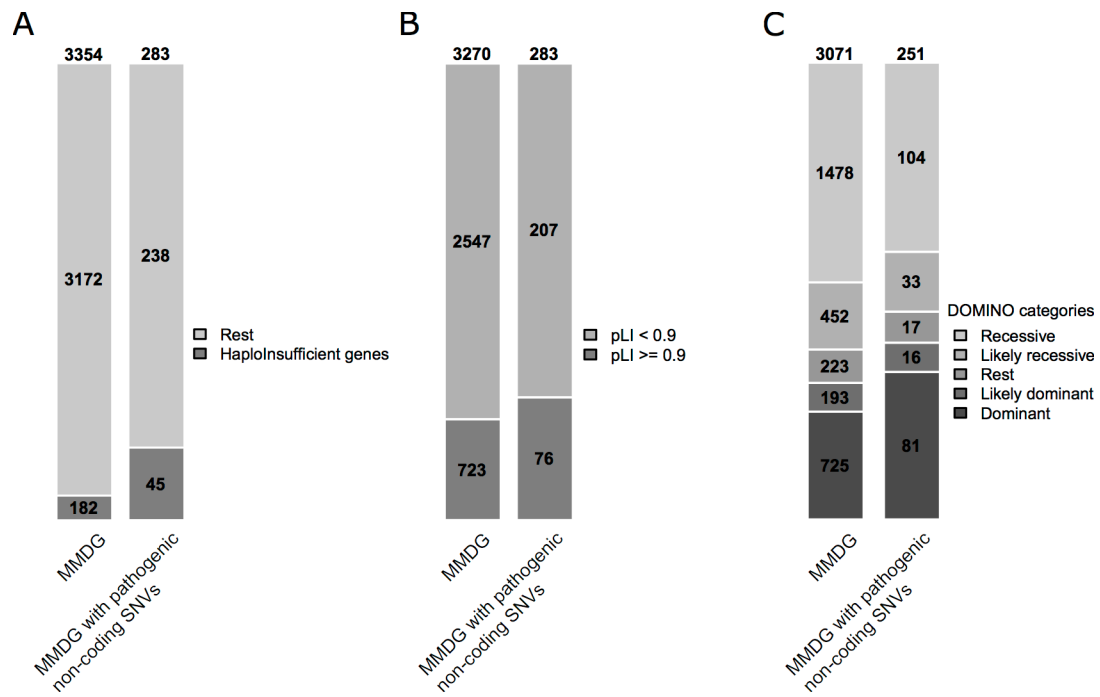 A
3354 283
3172
238
182
45
Rest
HaploInsufficient genes
MMDG
MMDG with pathogenic
non-coding SNVs
B
3270 283
2547
207
723
76
pLI < 0.9
pLI >= 0.9
MMDG
MMDG with pathogenic
non-coding SNVs
C
3071 251
1478
104
452
33
223
17
193
16
725
81
DOMINO categories
Recessive
Likely recessive
Rest
Likely dominant
Dominant
MMDG
MMDG with pathogenic
non-coding SNVs